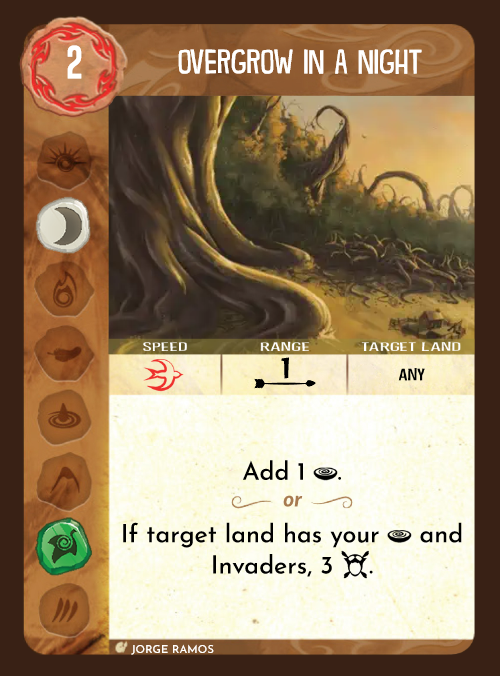 2
OVERGROW IN A NIGHT
SPEED RANGE TARGET LAND
1 ANY
Add 1 .
or
If target land has your and
Invaders, 3 .
JORGE RAMOS